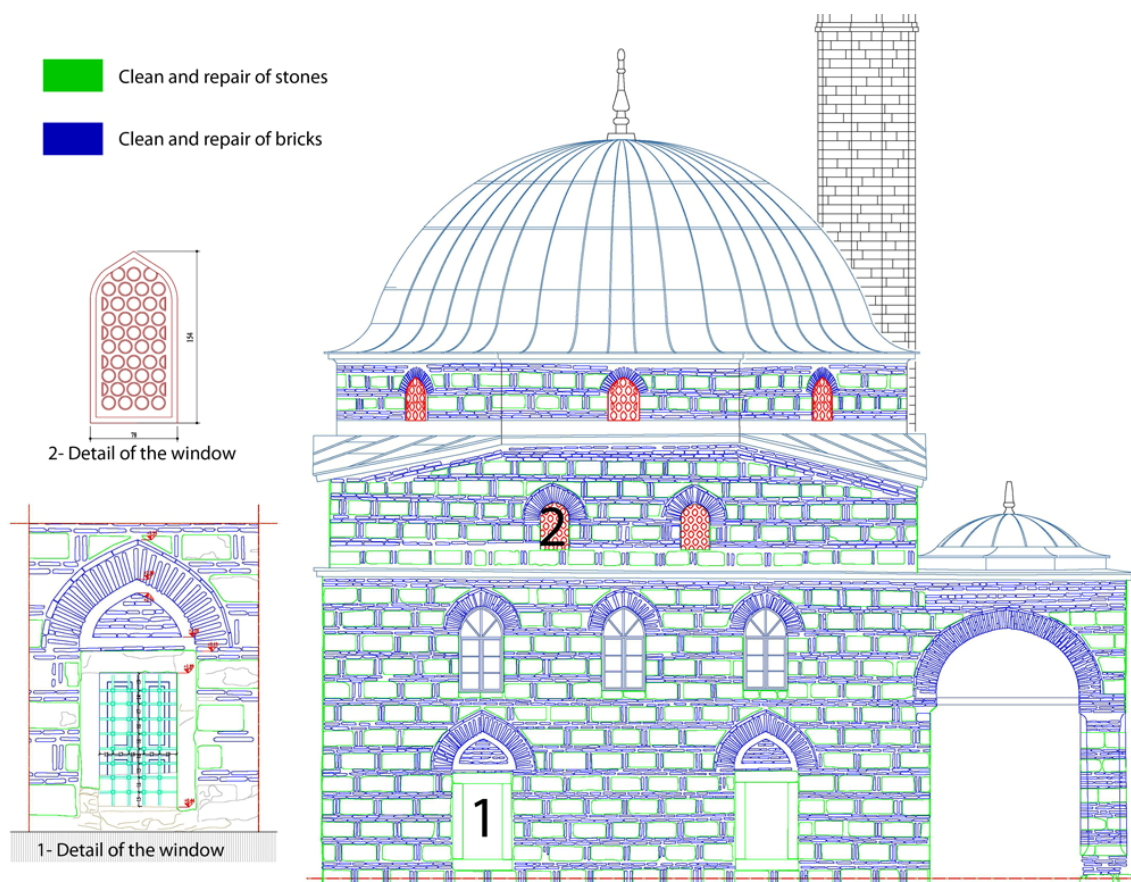 Clean and repair of stones
Clean and repair of bricks
154
78
2- Detail of the window
2
1
1- Detail of the window